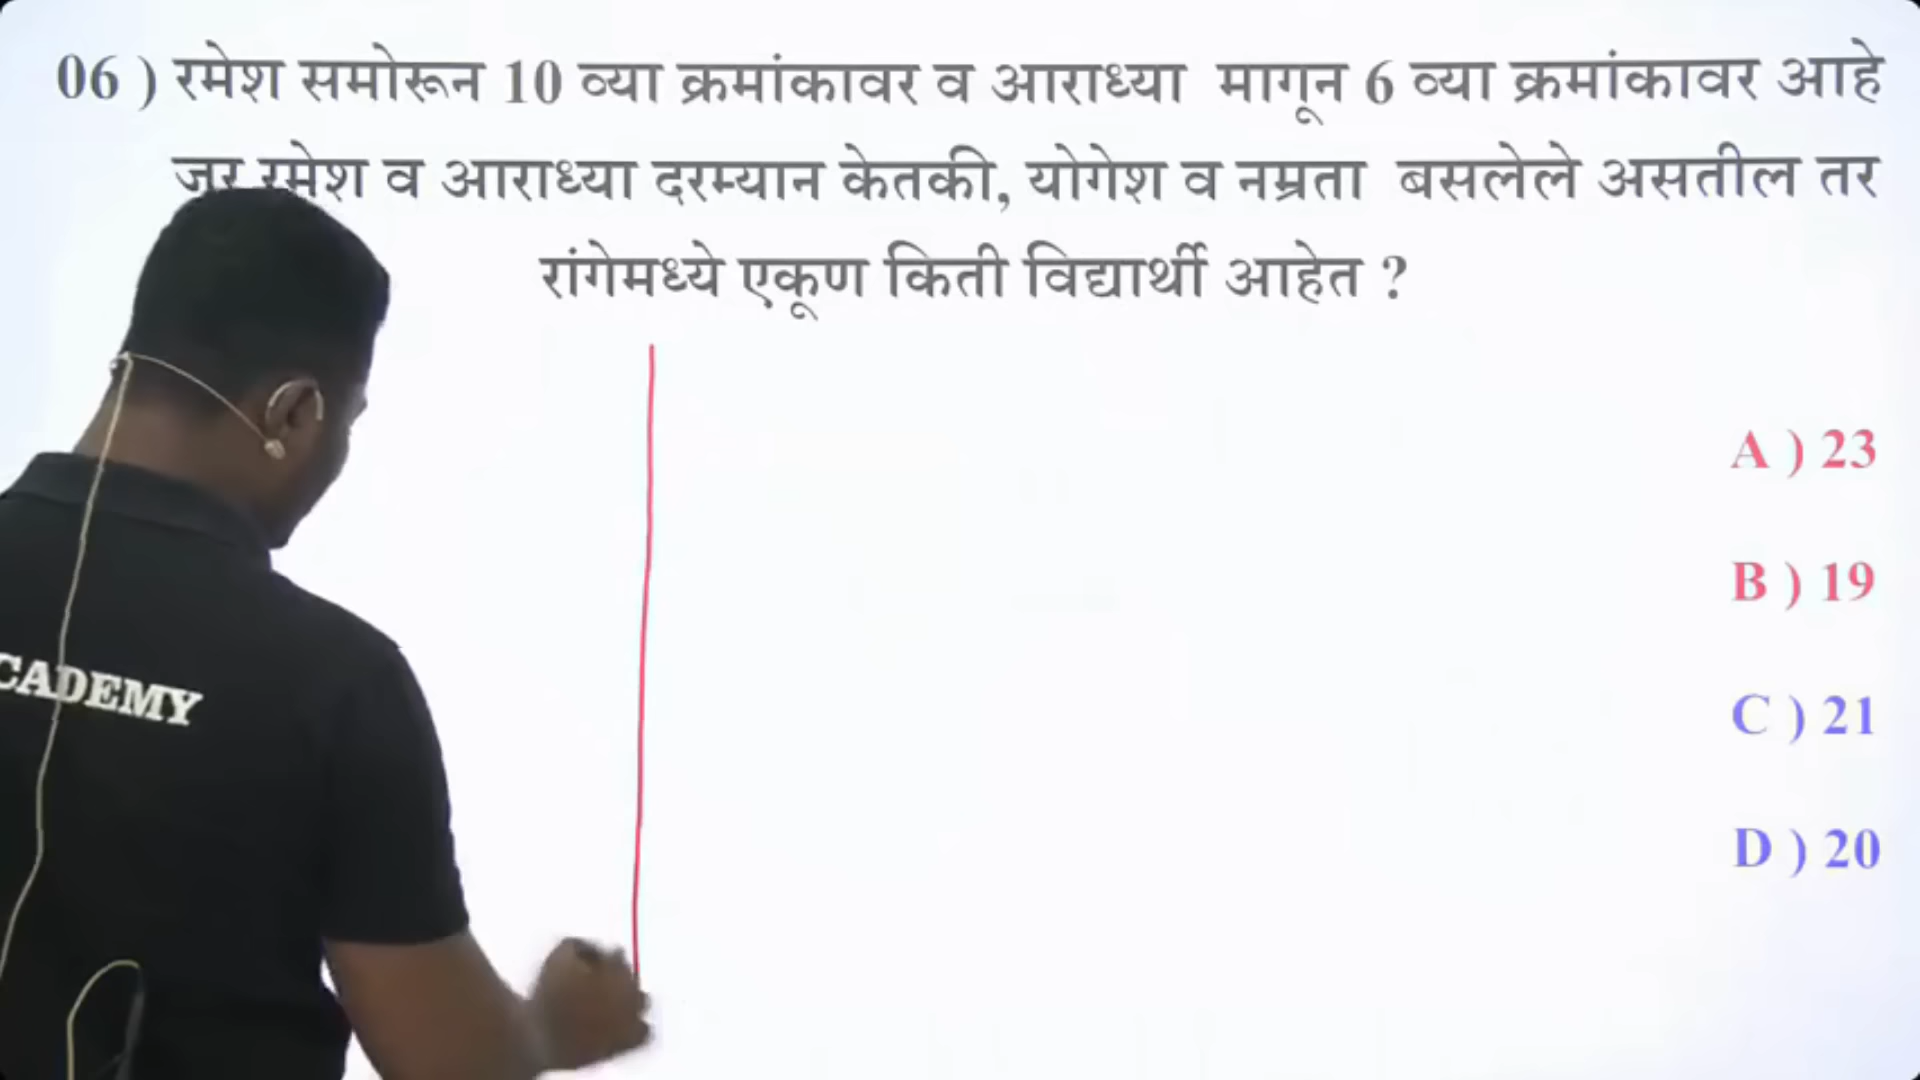 06 ) रमेश समोरून 10 व्या क्रमांकावर व आराध्या मागून 6 व्या क्रमांकावर आहे
जर रमेश व आराध्या दरम्यान केतकी, योगेश व नम्रता बसलेले असतील तर
रांगेमध्ये एकूण किती विद्यार्थी आहेत ?
A ) 23
B ) 19
C ) 21
D ) 20
CADEMY